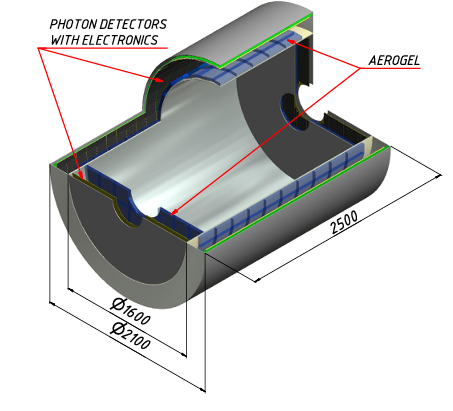 PHOTON DETECTORS
WITH ELECTRONICS
AEROGEL
2500
Ø1600
Ø2100